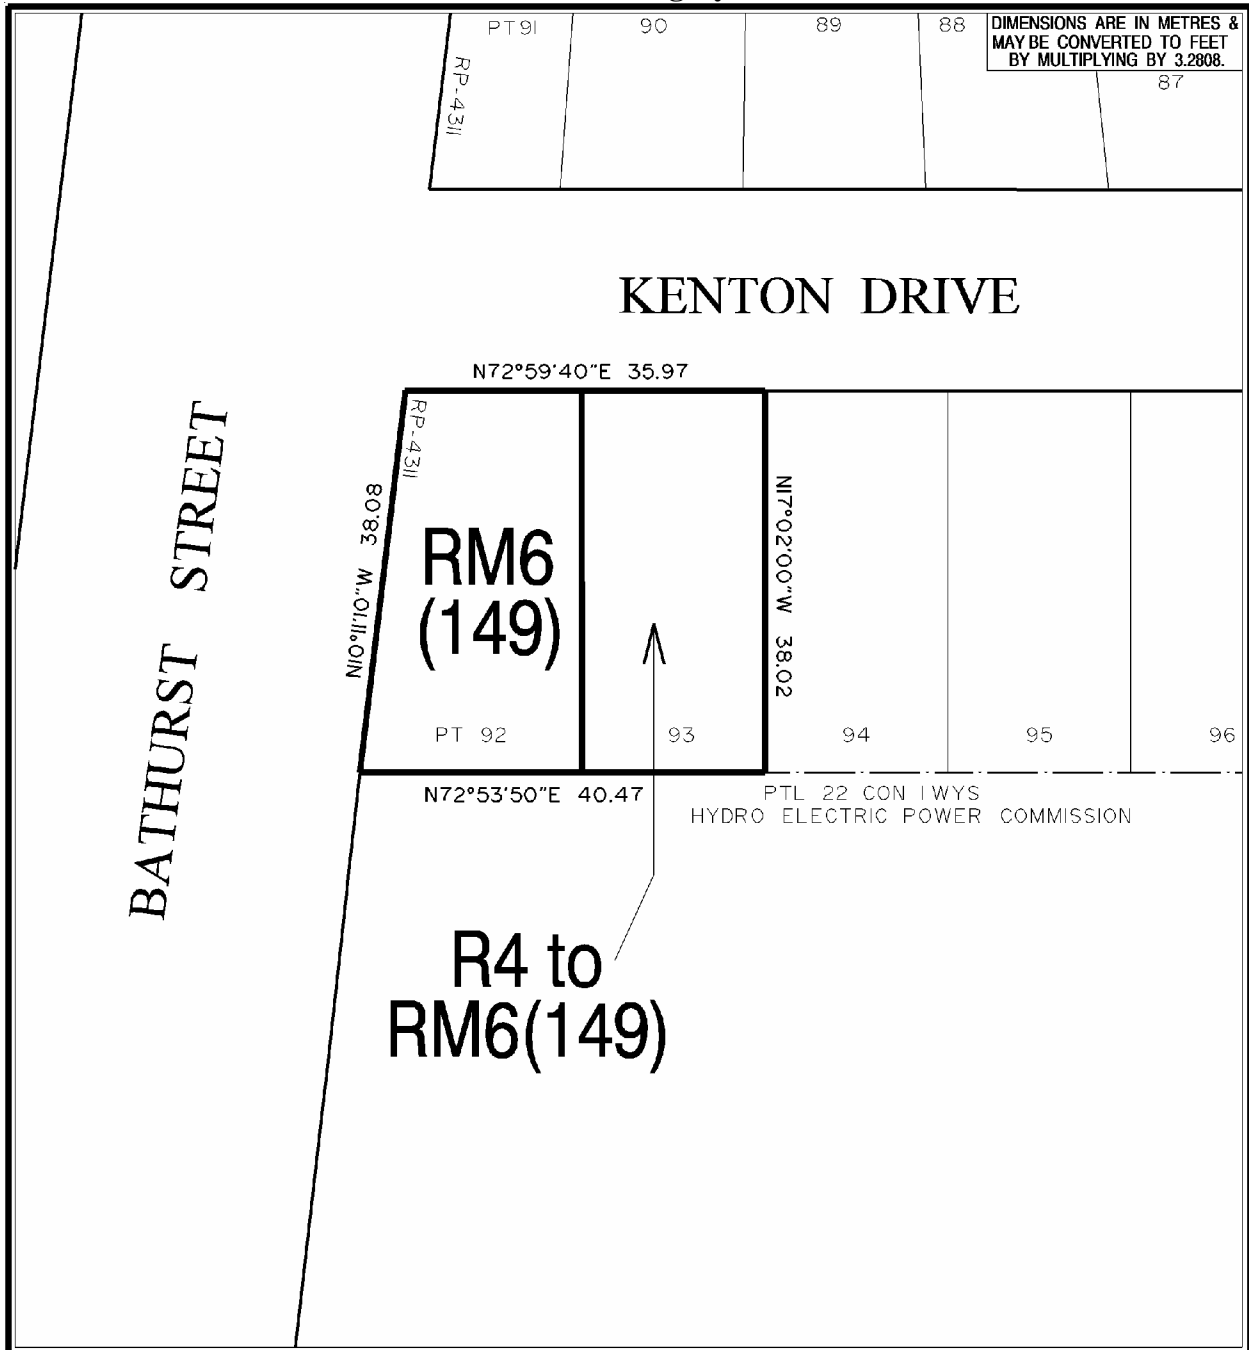 PT91
90
89
88
DIMENSIONS ARE IN METRES &
MAY BE CONVERTED TO FEET
BY MULTIPLYING BY 3.2808.
87
RP-4311
KENTON DRIVE
N72°59'40"E 35.97
RP-4311
BATHURST STREET
N10°11'10"W 38.08
RM6
(149)
N17°02'00"W 38.02
PT 92
93
94
95
96
N72°53'50"E 40.47
PTL 22 CON 1 WYS
HYDRO ELECTRIC POWER COMMISSION
R4 to
RM6(149)